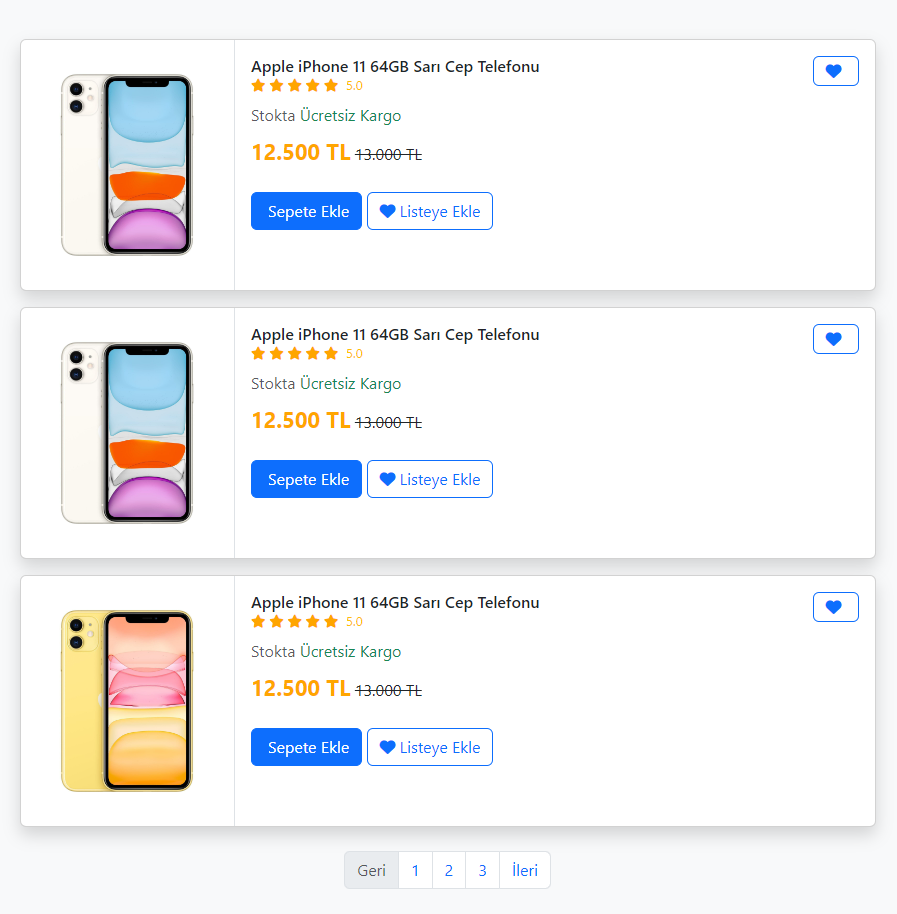 Apple iPhone 11 64GB Sarı Cep Telefonu
5.0
Stokta Ücretsiz Kargo
12.500 TL 13.000 TL
Sepete Ekle Listeye Ekle
Apple iPhone 11 64GB Sarı Cep Telefonu
5.0
Stokta Ücretsiz Kargo
12.500 TL 13.000 TL
Sepete Ekle Listeye Ekle
Apple iPhone 11 64GB Sarı Cep Telefonu
5.0
Stokta Ücretsiz Kargo
12.500 TL 13.000 TL
Sepete Ekle Listeye Ekle
Geri 1 2 3 İleri